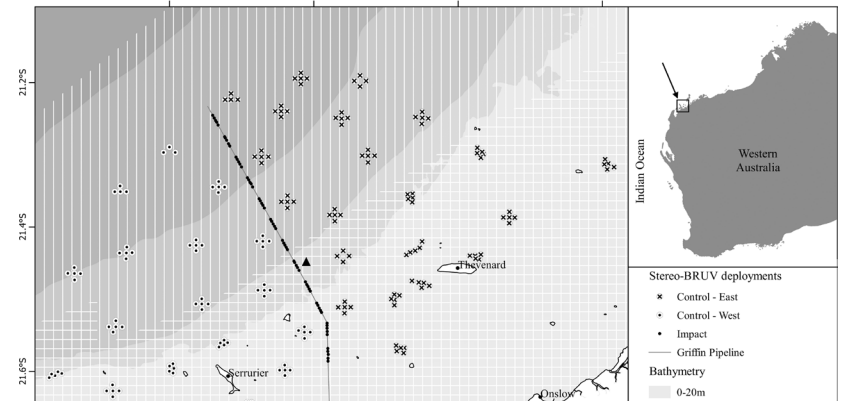 21.2°S
21.4°S
21.6°S
Thevenard
Serrurier
Onslow
Indian Ocean
Western
Australia
Stereo-BRUV deployments
Control - East
Control - West
Impact
Griffin Pipeline
Bathymetry
0-20m